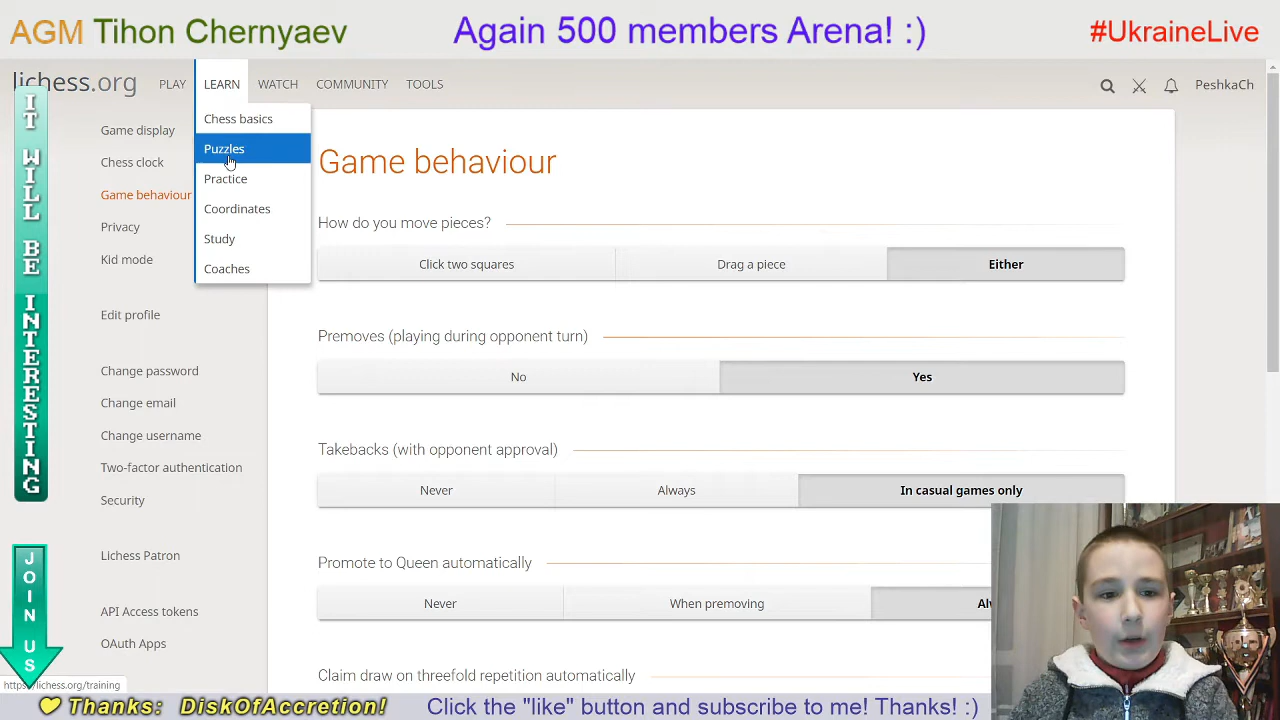 AGM Tihon Chernyaev
Again 500 members Arena! :)
#UkraineLive
lichess.org
PLAY
LEARN
WATCH
COMMUNITY
TOOLS
PeshkaCh
Chess basics
Puzzles
Practice
Coordinates
Study
Coaches
Game display
Chess clock
Game behaviour
Privacy
Kid mode
Edit profile
Change password
Change email
Change username
Two-factor authentication
Security
Lichess Patron
API Access tokens
OAuth Apps
Game behaviour
How do you move pieces?
Click two squares
Drag a piece
Either
Premoves (playing during opponent turn)
No
Yes
Takebacks (with opponent approval)
Never
Always
In casual games only
Promote to Queen automatically
Never
When premoving
Claim draw on threefold repetition automatically
IT WILL BE INTERESTING
JOIN US
https://lichess.org/training
Thanks: DiskOfAccretion!
Click the "like" button and subscribe to me! Thanks! :)